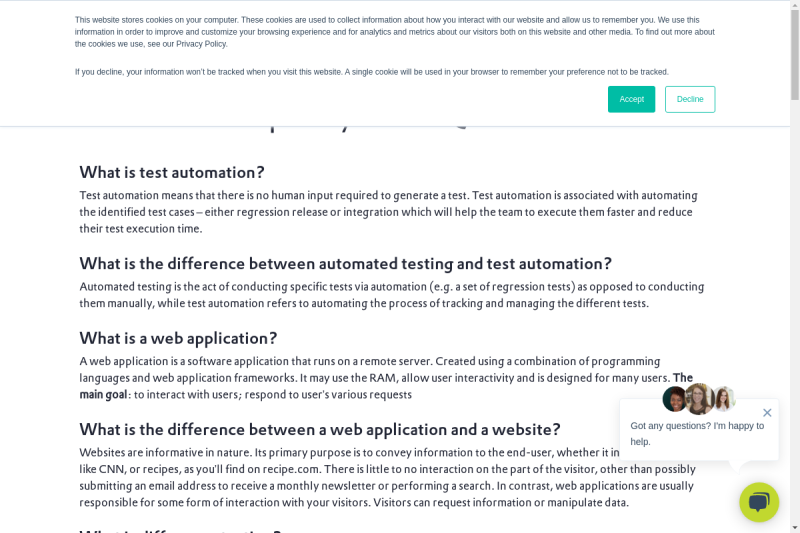 This website stores cookies on your computer. These cookies are used to collect information about how you interact with our website and allow us to remember you. We use this
information in order to improve and customize your browsing experience and for analytics and metrics about our visitors both on this website and other media. To find out more about
the cookies we use, see our Privacy Policy.
If you decline, your information won't be tracked when you visit this website. A single cookie will be used in your browser to remember your preference not to be tracked.
Accept
Decline
What is test automation?
Test automation means that there is no human input required to generate a test. Test automation is associated with automating
the identified test cases – either regression release or integration which will help the team to execute them faster and reduce
their test execution time.
What is the difference between automated testing and test automation?
Automated testing is the act of conducting specific tests via automation (e.g. a set of regression tests) as opposed to conducting
them manually, while test automation refers to automating the process of tracking and managing the different tests.
What is a web application?
A web application is a software application that runs on a remote server. Created using a combination of programming
languages and web application frameworks. It may use the RAM, allow user interactivity and is designed for many users. The
main goal: to interact with users; respond to user's various requests
What is the difference between a web application and a website?
Websites are informative in nature. Its primary purpose is to convey information to the end-user, whether it in
like CNN, or recipes, as you'll find on recipe.com. There is little to no interaction on the part of the visitor, other than possibly
submitting an email address to receive a monthly newsletter or performing a search. In contrast, web applications are usually
responsible for some form of interaction with your visitors. Visitors can request information or manipulate data.
Got any questions? I'm happy to
help.